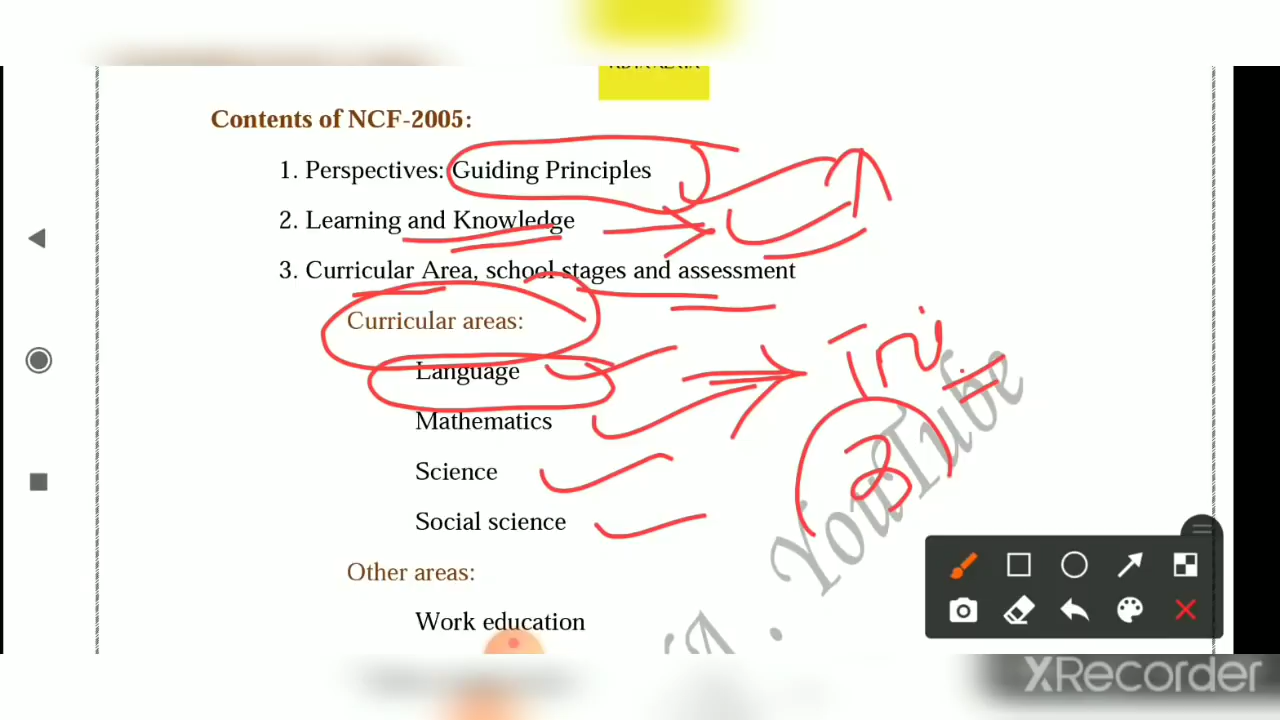 Contents of NCF-2005:
1. Perspectives: Guiding Principles
2. Learning and Knowledge
3. Curricular Area, school stages and assessment
Curricular areas:
Language
Tri
Mathematics
Science
Social science
Other areas:
Work education
YouTube
XRecorder